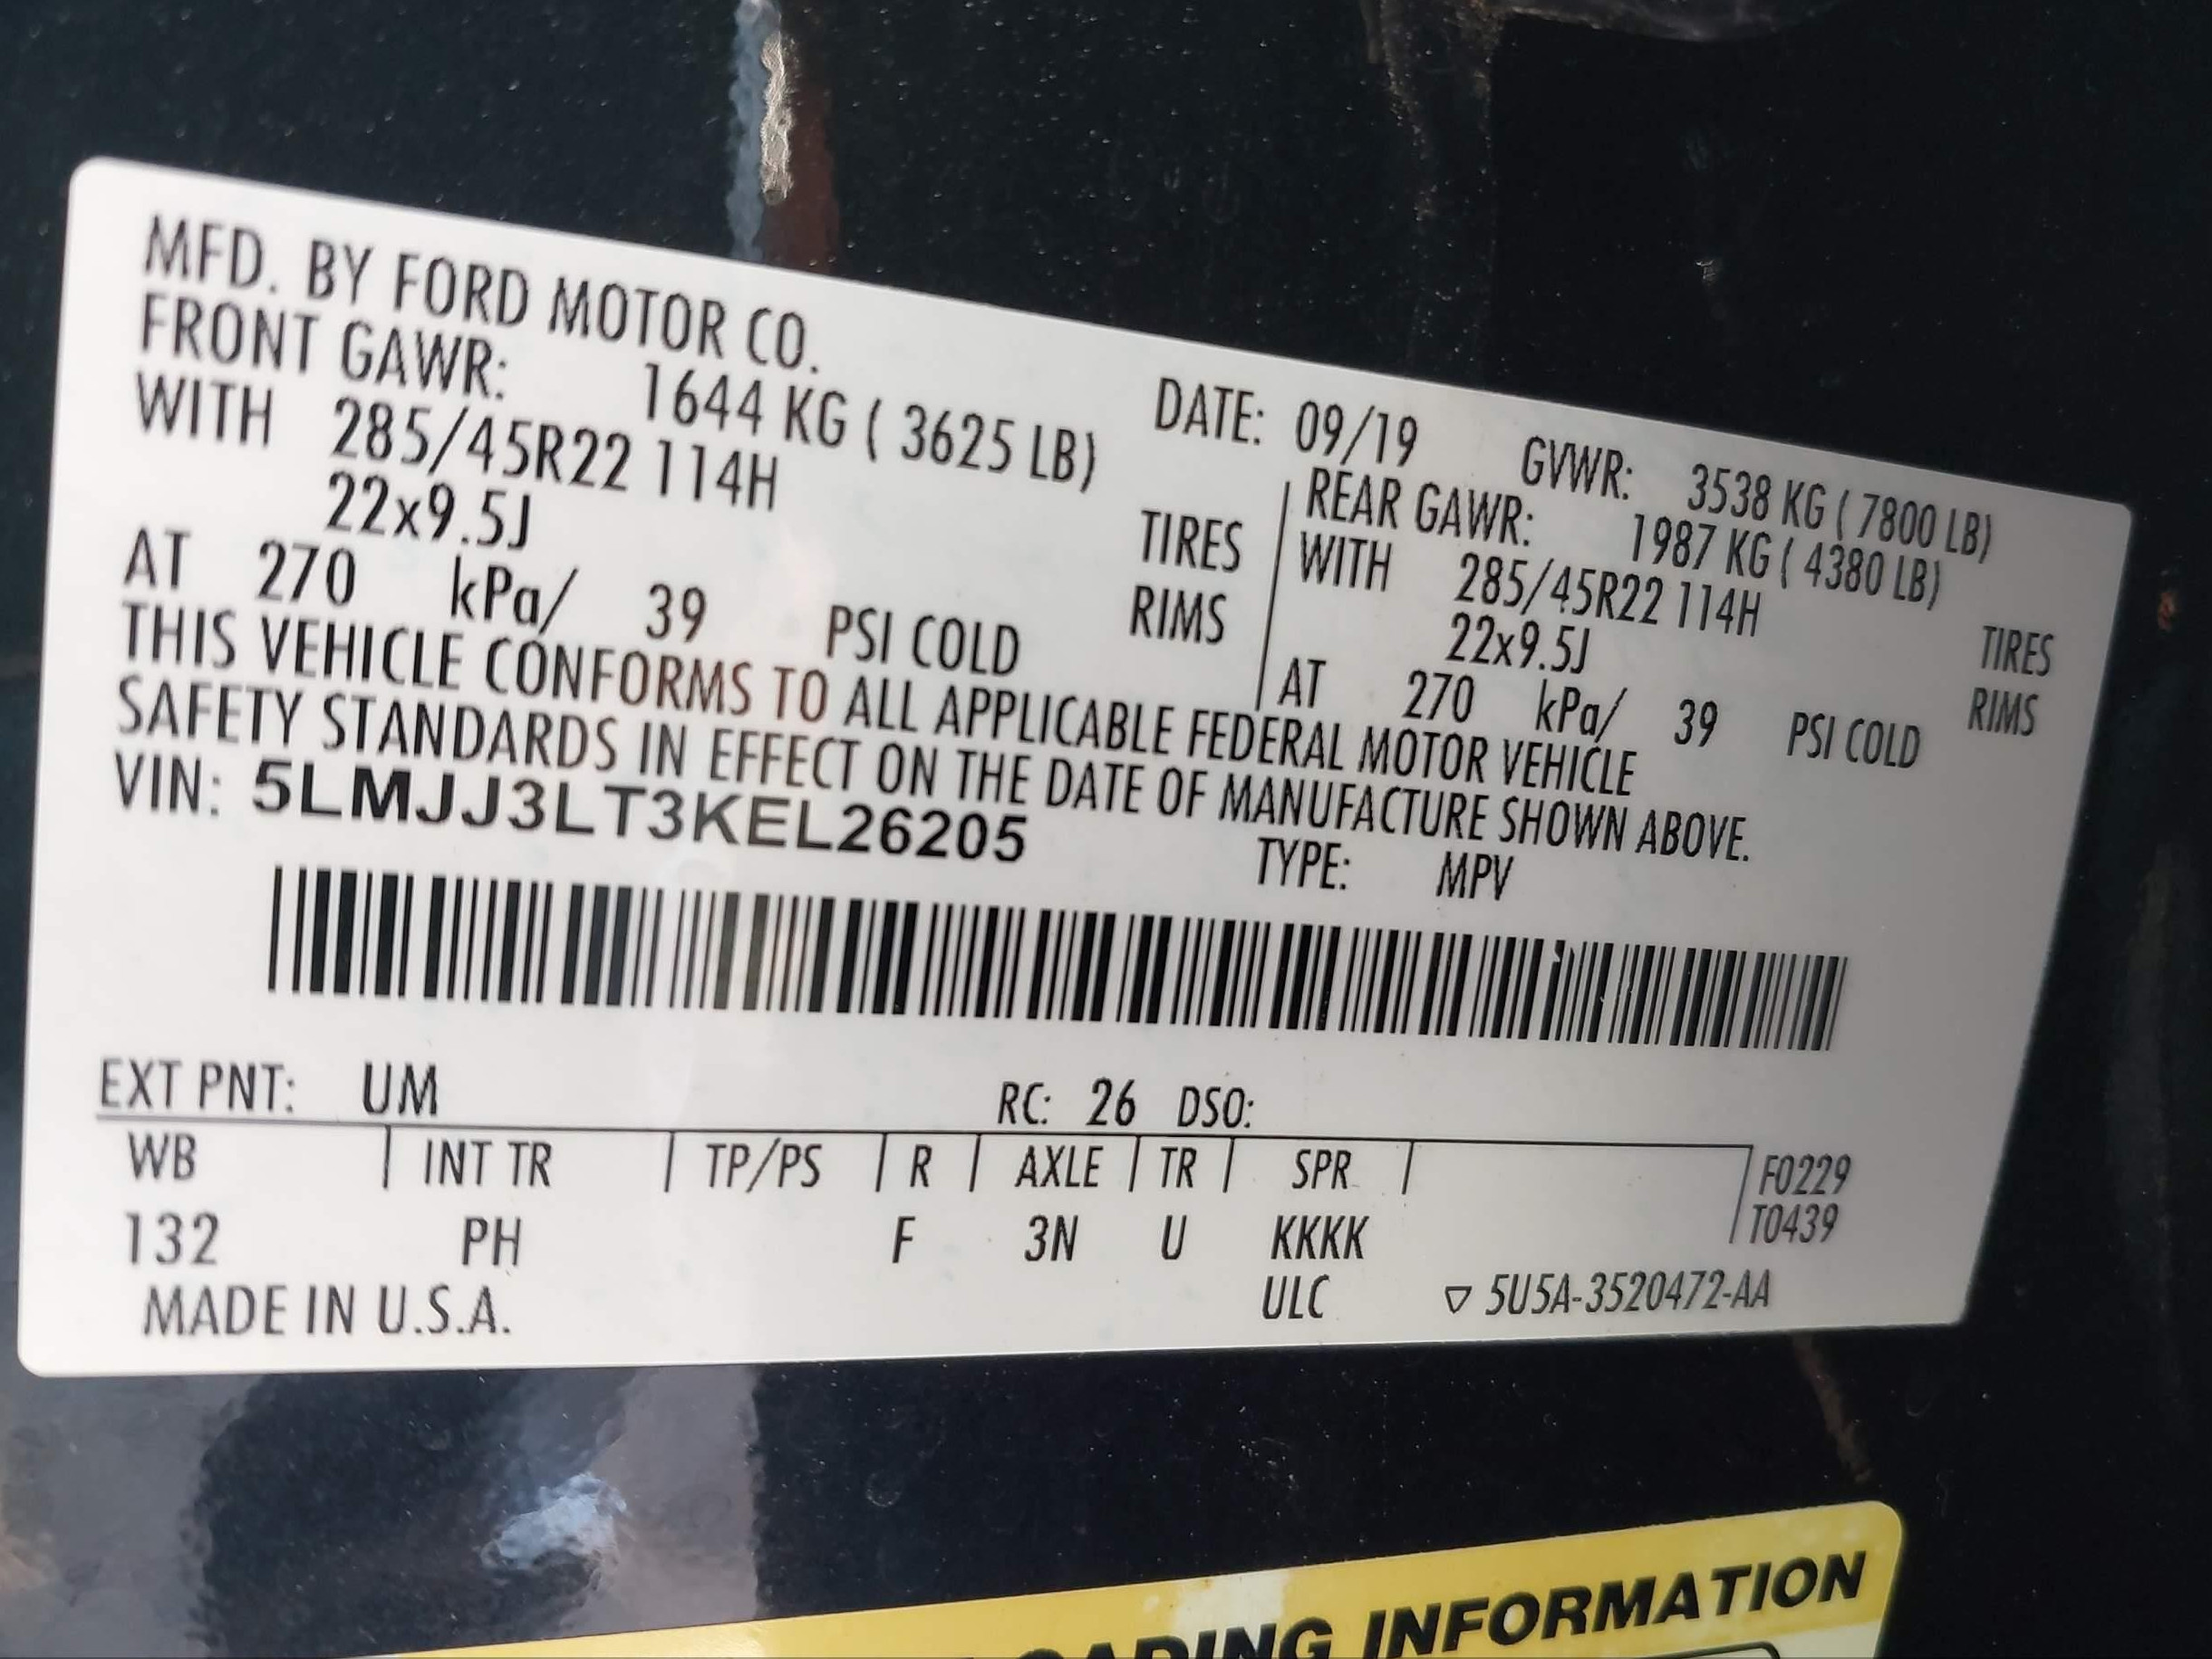 MFD. BY FORD MOTOR CO.
DATE: 09/19 GVWR: 3538 KG ( 7800 LB)
FRONT GAWR: 1644 KG ( 3625 LB)
WITH 285/45R22 114H TIRES
22x9.5J RIMS
AT 270 kPa/ 39 PSI COLD
REAR GAWR: 1987 KG ( 4380 LB)
WITH 285/45R22 114H TIRES
22x9.5J RIMS
AT 270 kPa/ 39 PSI COLD
THIS VEHICLE CONFORMS TO ALL APPLICABLE FEDERAL MOTOR VEHICLE
SAFETY STANDARDS IN EFFECT ON THE DATE OF MANUFACTURE SHOWN ABOVE.
VIN: 5LMJJ3LT3KEL26205 TYPE: MPV
EXT PNT: UM RC: 26 DSO:
WB INT TR TP/PS R AXLE TR SPR F0229
T0439
132 PH F 3N U KKKK
MADE IN U.S.A. ULC ▽ 5U5A-3520472-AA
INFORMATION